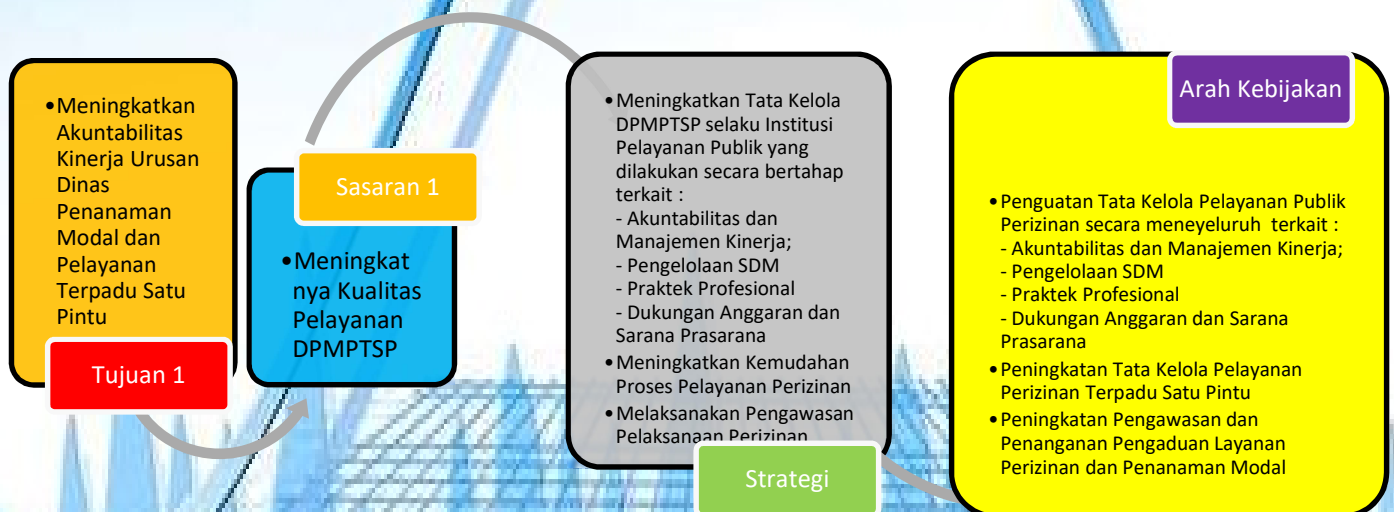 •Meningkatkan
Akuntabilitas
Kinerja Urusan
Dinas
Penanaman
Modal dan
Pelayanan
Terpadu Satu
Pintu
Tujuan 1
Sasaran 1
•Meningkat
nya Kualitas
Pelayanan
DPMPTSP
•Meningkatkan Tata Kelola
DPMPTSP selaku Institusi
Pelayanan Publik yang
dilakukan secara bertahap
terkait :
- Akuntabilitas dan
Manajemen Kinerja;
- Pengelolaan SDM
- Praktek Profesional
- Dukungan Anggaran dan
Sarana Prasarana
•Meningkatkan Kemudahan
Proses Pelayanan Perizinan
•Melaksanakan Pengawasan
Pelaksanaan Perizinan
Strategi
Arah Kebijakan
•Penguatan Tata Kelola Pelayanan Publik
Perizinan secara meneyeluruh terkait :
- Akuntabilitas dan Manajemen Kinerja;
- Pengelolaan SDM
- Praktek Profesional
- Dukungan Anggaran dan Sarana
Prasarana
•Peningkatan Tata Kelola Pelayanan
Perizinan Terpadu Satu Pintu
•Peningkatan Pengawasan dan
Penanganan Pengaduan Layanan
Perizinan dan Penanaman Modal